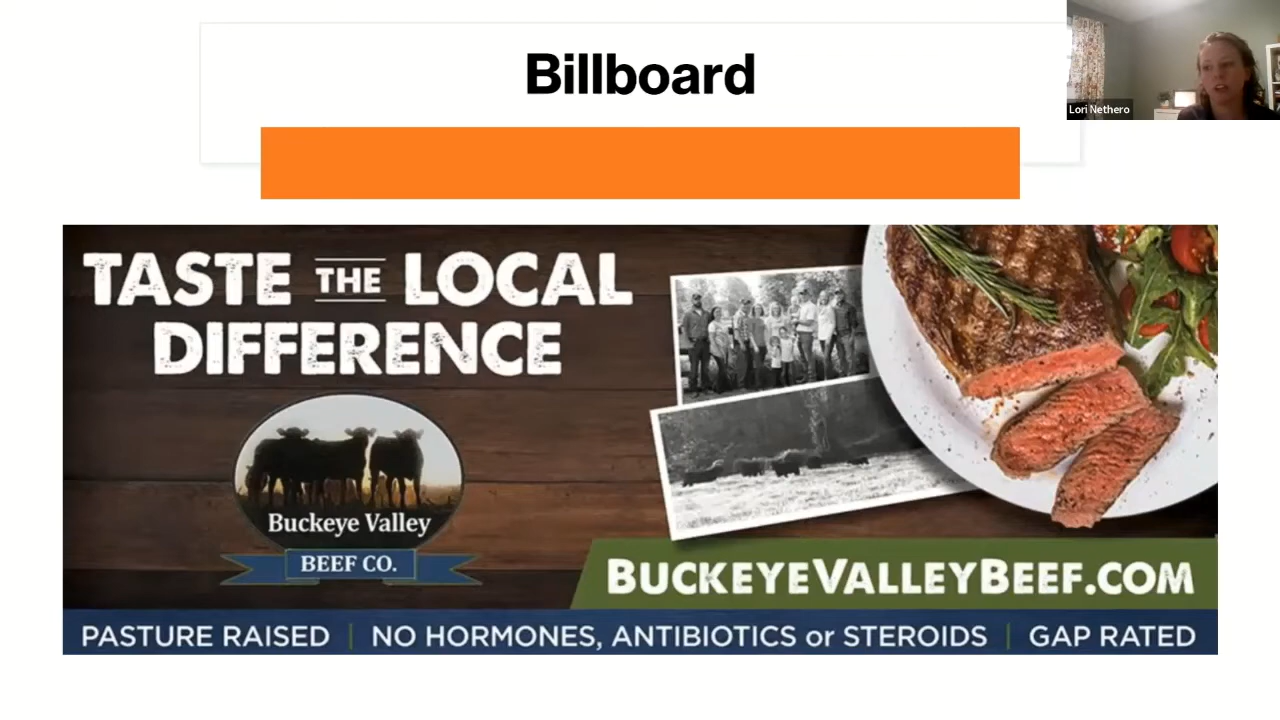 Billboard
Lori Nethero
TASTE THE LOCAL
DIFFERENCE
Buckeye Valley
BEEF CO.
BUCKEYEVALLEYBEEF.COM
PASTURE RAISED | NO HORMONES, ANTIBIOTICS or STEROIDS | GAP RATED